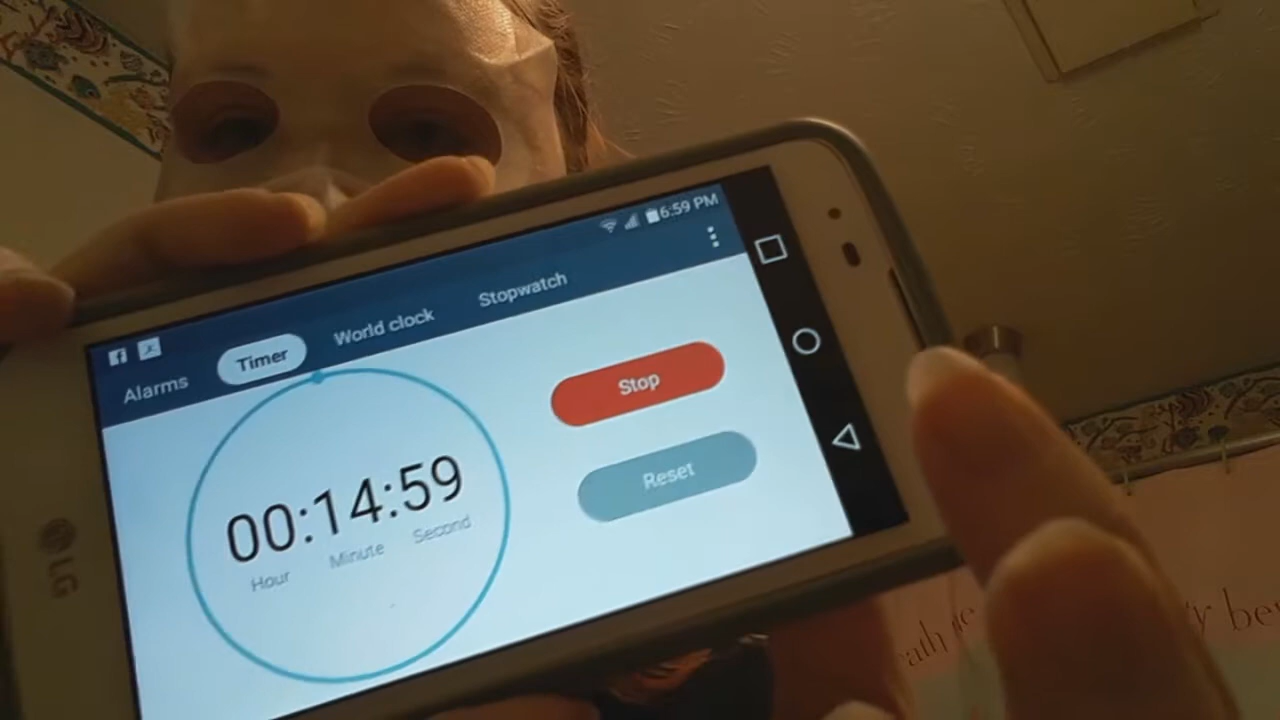 6:59 PM
Alarms Timer World clock Stopwatch
00:14:59
Hour Minute Second
Stop
Reset
LG